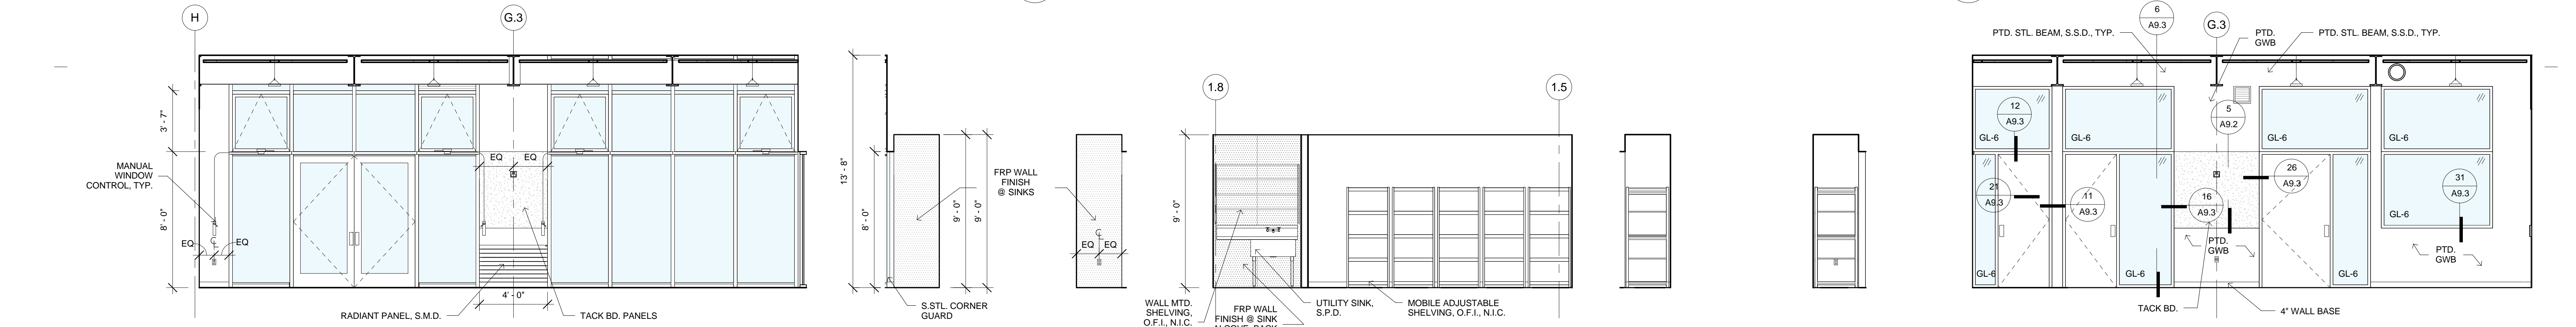 H
G.3
3' - 7"
8' - 0"
MANUAL
WINDOW
CONTROL, TYP.
EQ
EQ
EQ
EQ
4' - 0"
RADIANT PANEL, S.M.D.
TACK BD. PANELS
13' - 8"
8' - 0"
9' - 0"
9' - 0"
S.STL. CORNER
GUARD
FRP WALL
FINISH
@ SINKS
EQ
EQ
1.8
1.5
9' - 0"
WALL MTD.
SHELVING,
O.F.I., N.I.C.
FRP WALL
FINISH @ SINK
UTILITY SINK,
S.P.D.
MOBILE ADJUSTABLE
SHELVING, O.F.I., N.I.C.
6
A9.3
G.3
PTD. STL. BEAM, S.S.D., TYP.
PTD.
GWB
PTD. STL. BEAM, S.S.D., TYP.
12
A9.3
5
A9.2
GL-6
GL-6
GL-6
GL-6
21
A9.3
11
A9.3
16
A9.3
26
A9.3
31
A9.3
GL-6
PTD.
GWB
PTD.
GWB
GL-6
GL-6
GL-6
TACK BD.
4" WALL BASE